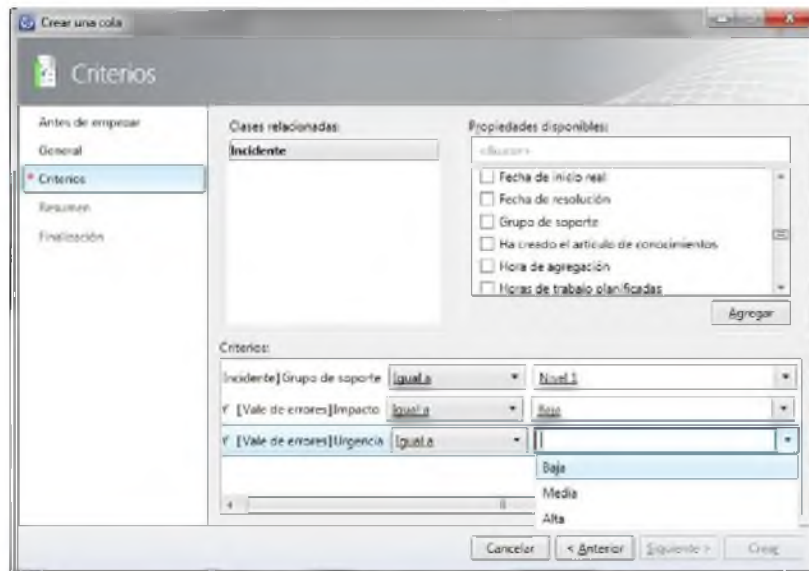 Crear una cola
Criterios
Antes de empezar
General
* Criterios
Resumen
Finalización
Clases relacionadas:
Incidente
Propiedades disponibles:
<Buscar>
Fecha de inicio real
Fecha de resolución
Grupo de soporte
Ha creado el artículo de conocimientos
Hora de agregación
Horas de trabajo planificadas
Agregar
Criterios:
Incidente]Grupo de soporte Igual a Nivel 1
Y [Vale de errores]Impacto Igual a Baja
Y [Vale de errores]Urgencia Igual a
Baja
Media
Alta
Cancelar < Anterior Siguiente > Crear